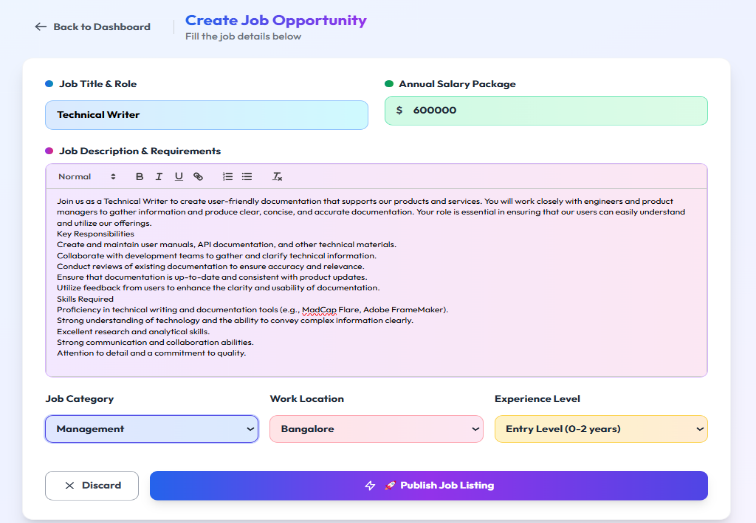 Back to Dashboard
Create Job Opportunity
Fill the job details below
Job Title & Role
Annual Salary Package
Technical Writer
$ 600000
Job Description & Requirements
Normal B I U
Join us as a Technical Writer to create user-friendly documentation that supports our products and services. You will work closely with engineers and product
managers to gather information and produce clear, concise, and accurate documentation. Your role is essential in ensuring that our users can easily understand
and utilize our offerings.
Key Responsibilities
Create and maintain user manuals, API documentation, and other technical materials.
Collaborate with development teams to gather and clarify technical information.
Conduct reviews of existing documentation to ensure accuracy and relevance.
Ensure that documentation is up-to-date and consistent with product updates.
Utilize feedback from users to enhance the clarity and usability of documentation.
Skills Required
Proficiency in technical writing and documentation tools (e.g., MadCap Flare, Adobe FrameMaker).
Strong understanding of technology and the ability to convey complex information clearly.
Excellent research and analytical skills.
Strong communication and collaboration abilities.
Attention to detail and a commitment to quality.
Job Category
Work Location
Experience Level
Management
Bangalore
Entry Level (0-2 years)
Discard
🚀 Publish Job Listing